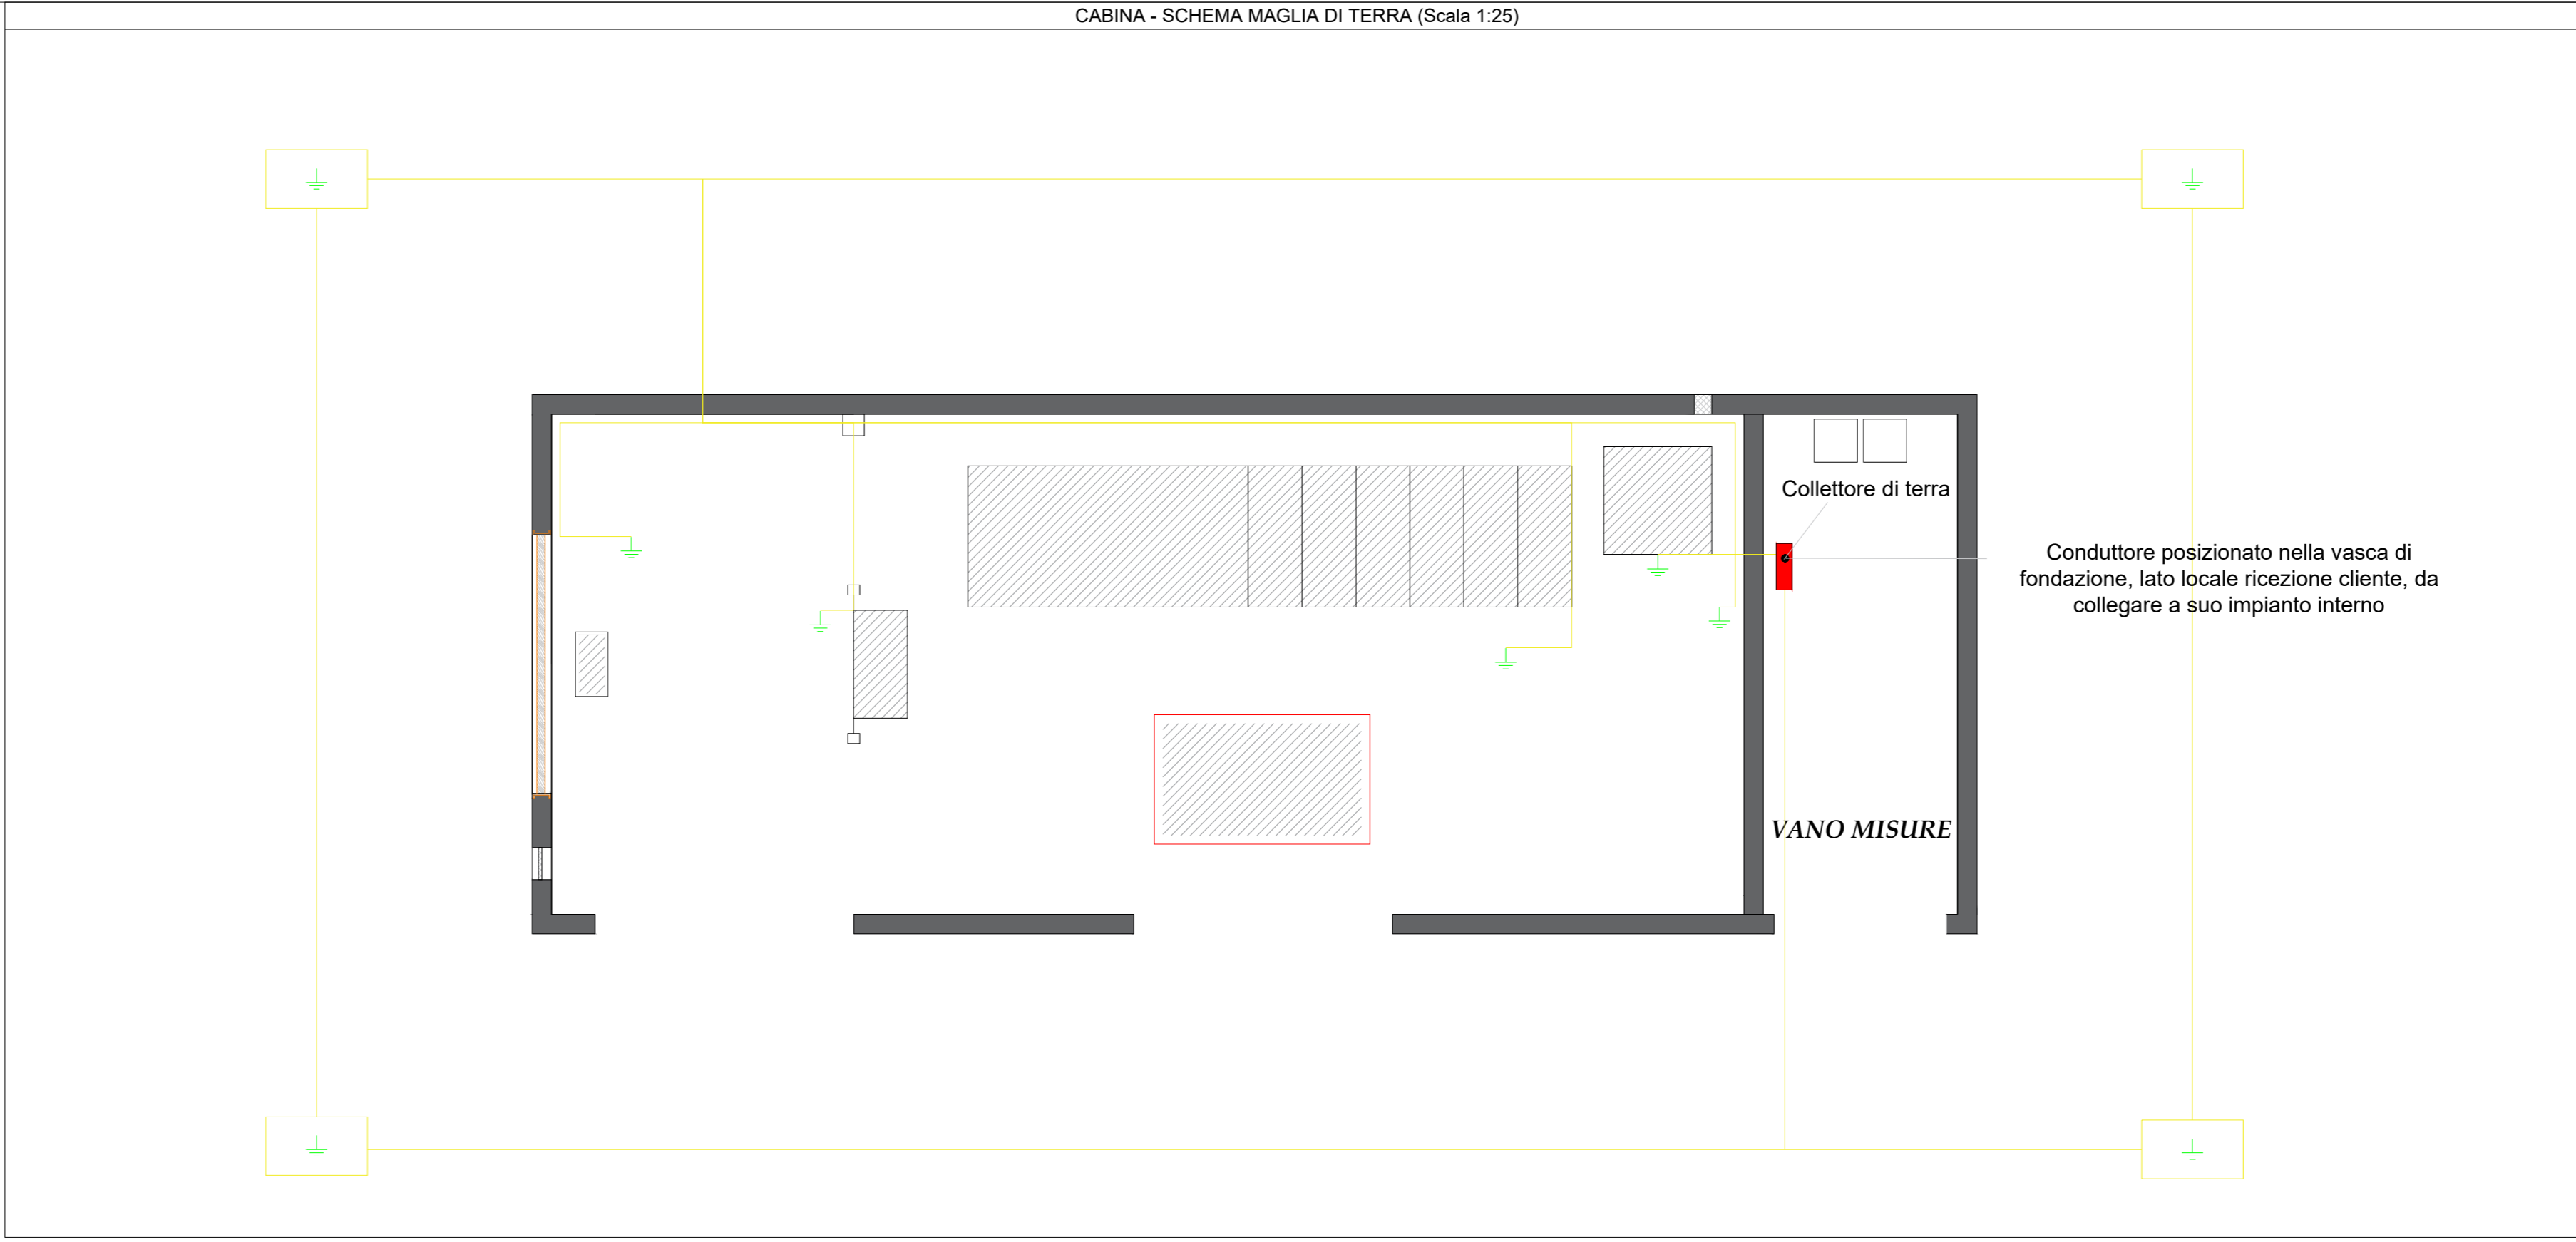 CABINA - SCHEMA MAGLIA DI TERRA (Scala 1:25)
Collettore di terra
Conduttore posizionato nella vasca di
fondazione, lato locale ricezione cliente, da
collegare a suo impianto interno
VANO MISURE